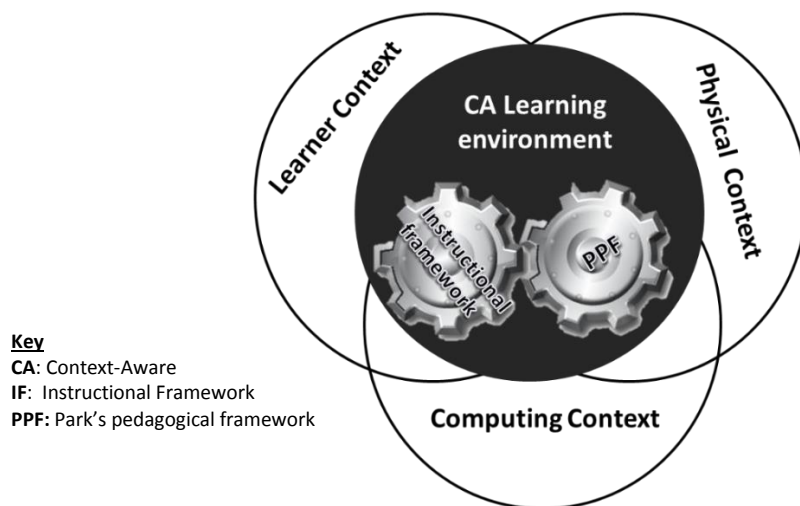 Learner Context
Physical Context
CA Learning
environment
Instructional
framework
PPF
Computing Context
Key
CA: Context-Aware
IF: Instructional Framework
PPF: Park's pedagogical framework